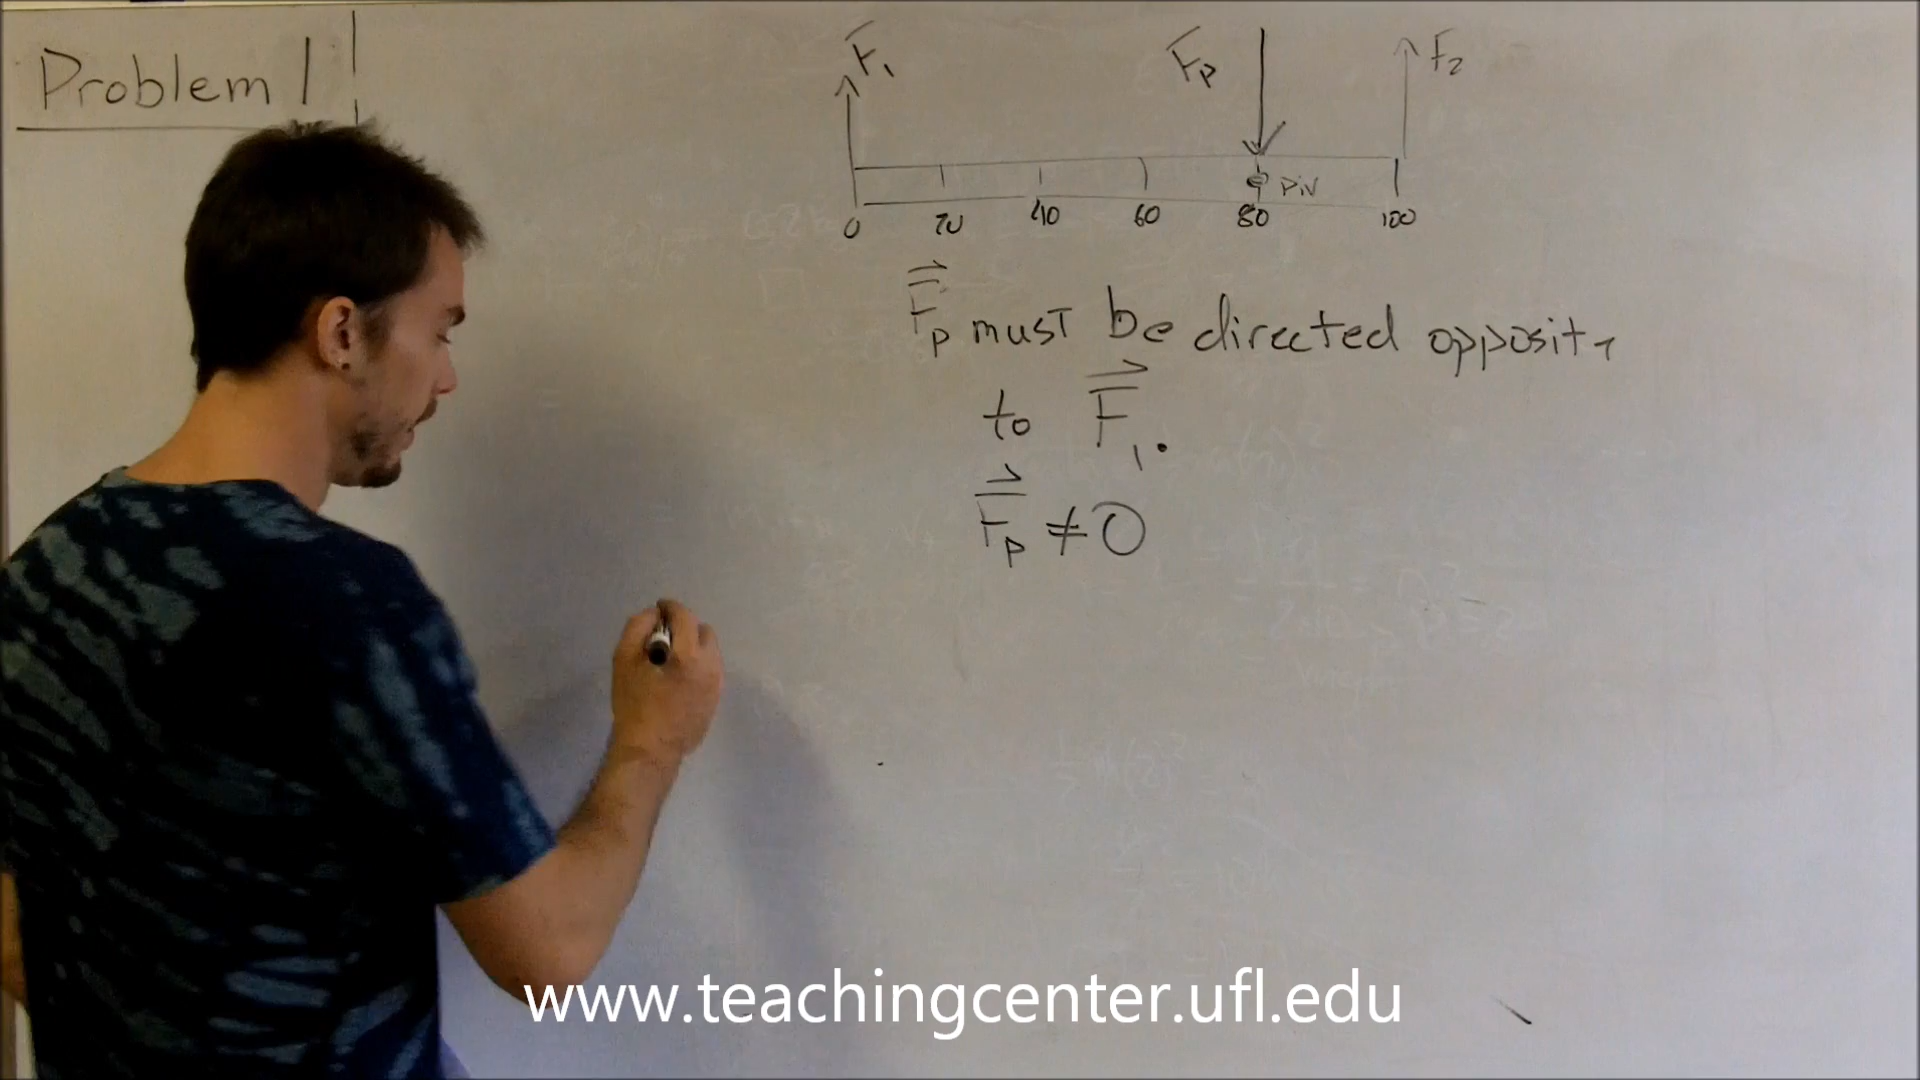 Problem 1
F₁ Fₚ F₂
piv
0 20 40 60 80 100
Fₚ must be directed opposite
to F₁.
Fₚ ≠ 0
www.teachingcenter.ufl.edu